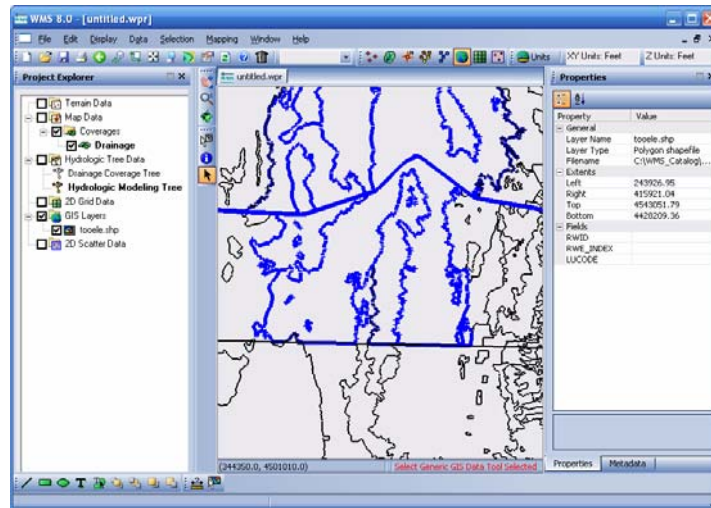 WMS 8.0 - [untitled.wpr]
File Edit Display Data Selection Mapping Window Help
Units XY Units: Feet Z Units: Feet
Project Explorer
Terrain Data
Map Data
Coverages
Drainage
Hydrologic Tree Data
Drainage Coverage Tree
Hydrologic Modeling Tree
2D Grid Data
GIS Layers
tooele.shp
2D Scatter Data
untitled.wpr
(244350.0, 4501010.0) Select Generic GIS Data Tool Selected
Properties
Property Value
General
Layer Name tooele.shp
Layer Type Polygon shapefile
Filename C:\WMS_Catalog\...
Extents
Left 243926.95
Right 415921.04
Top 4543051.79
Bottom 4428209.36
Fields
RWID
RWE_INDEX
LUCODE
Properties Metadata
T